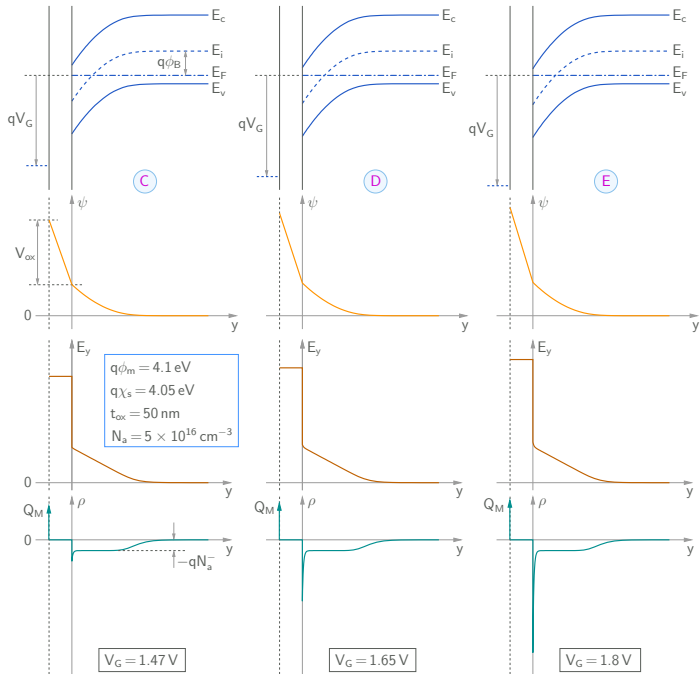 E_c
E_i
qϕ_B
E_F
E_v
qV_G
C
E_c
E_i
E_F
E_v
qV_G
D
E_c
E_i
E_F
E_v
qV_G
E
ψ
V_ox
0
y
ψ
y
ψ
y
E_y
qϕ_m = 4.1 eV
qχ_s = 4.05 eV
t_ox = 50 nm
N_a = 5 × 10^16 cm^−3
0
y
E_y
y
E_y
y
Q_M
ρ
0
y
−qN_a^−
V_G = 1.47 V
Q_M
ρ
y
V_G = 1.65 V
Q_M
ρ
y
V_G = 1.8 V